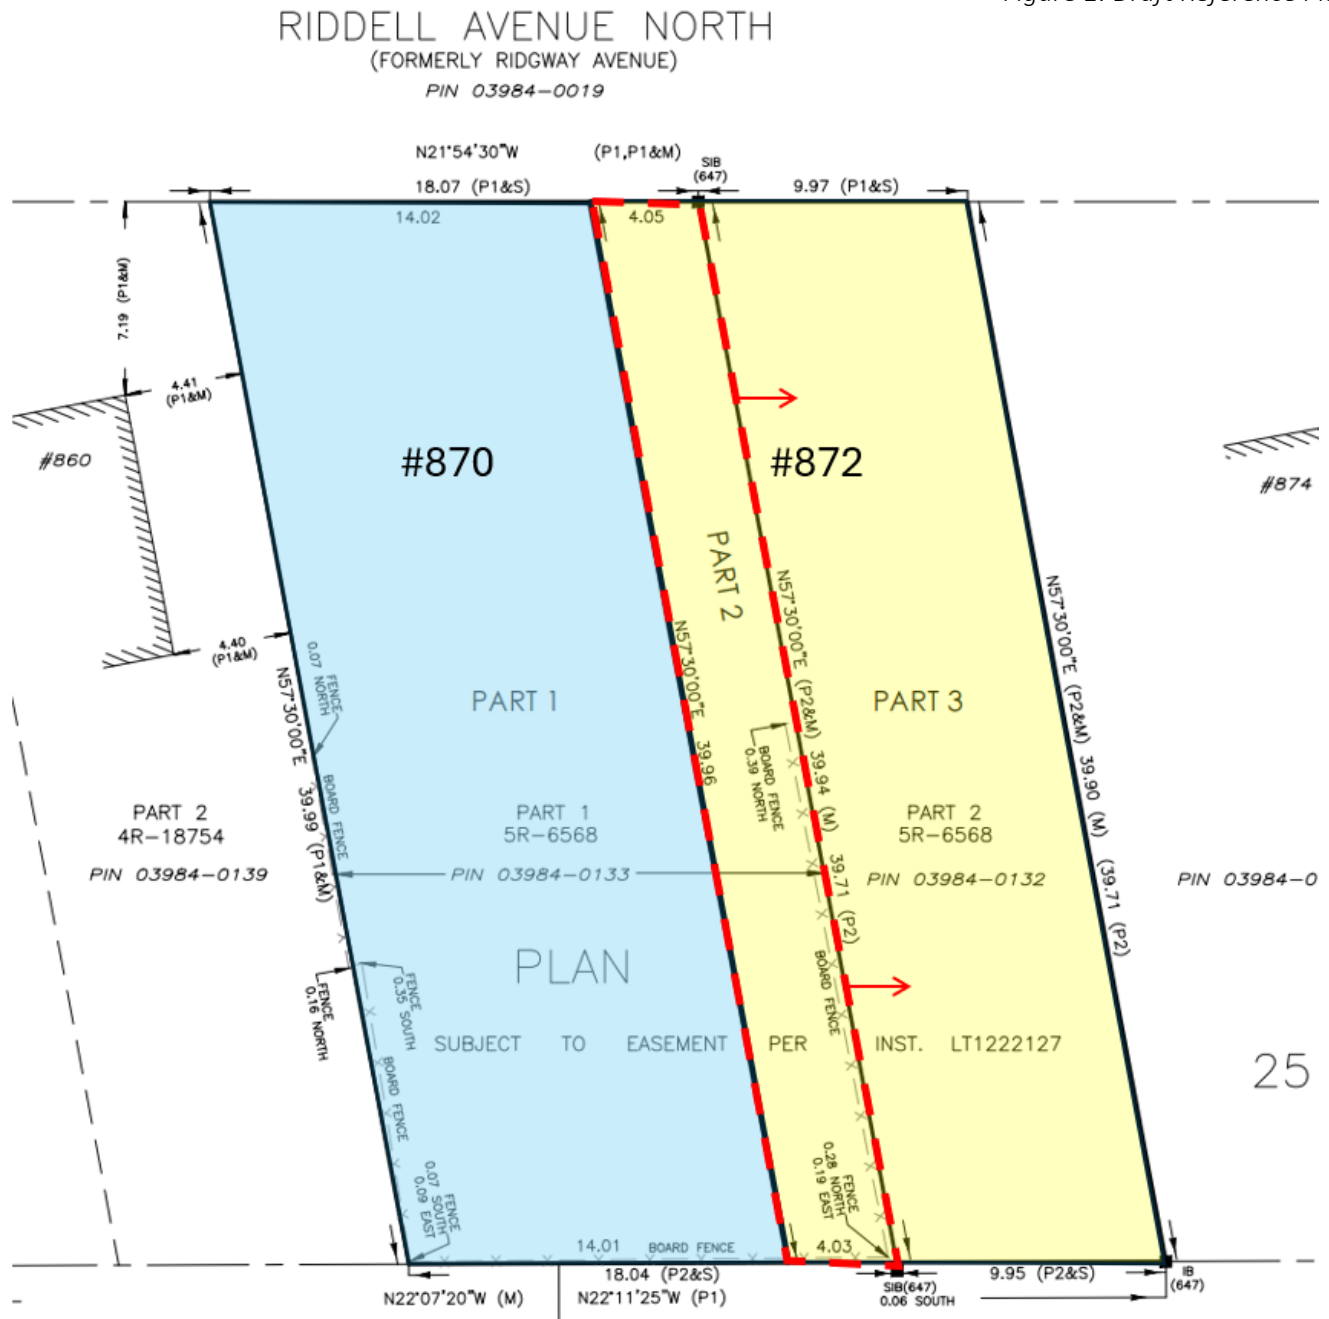 RIDDELL AVENUE NORTH
(FORMERLY RIDGWAY AVENUE)
PIN 03984-0019
N21°54'30"W
(P1,P1&M)
SIB
(647)
18.07 (P1&S)
9.97 (P1&S)
14.02
4.05
7.19 (P1&M)
4.41
(P1&M)
#860
#870
#872
#874
PART 2
4.40
(P1&M)
FENCE
0.07 NORTH
N57°30'00"E 39.99 (P1&M)
N57°30'00"E 39.96
N57°30'00"E (P2&M) 39.94 (M) 39.71 (P2)
N57°30'00"E (P2&M) 39.90 (M) (39.71 (P2)
PART 1
PART 3
BOARD FENCE
0.39 NORTH
BOARD FENCE
PART 2
4R-18754
PIN 03984-0139
PART 1
5R-6568
PIN 03984-0133
PART 2
5R-6568
PIN 03984-0132
PIN 03984-0
PLAN
FENCE
0.16 NORTH
FENCE
0.35 SOUTH
BOARD FENCE
SUBJECT TO EASEMENT PER INST. LT1222127
25
BOARD FENCE
FENCE
0.07 SOUTH
0.09 EAST
FENCE
0.28 NORTH
0.19 EAST
14.01
BOARD FENCE
4.03
18.04 (P2&S)
9.95 (P2&S)
SIB(647)
0.06 SOUTH
IB
(647)
N22°07'20"W (M)
N22°11'25"W (P1)